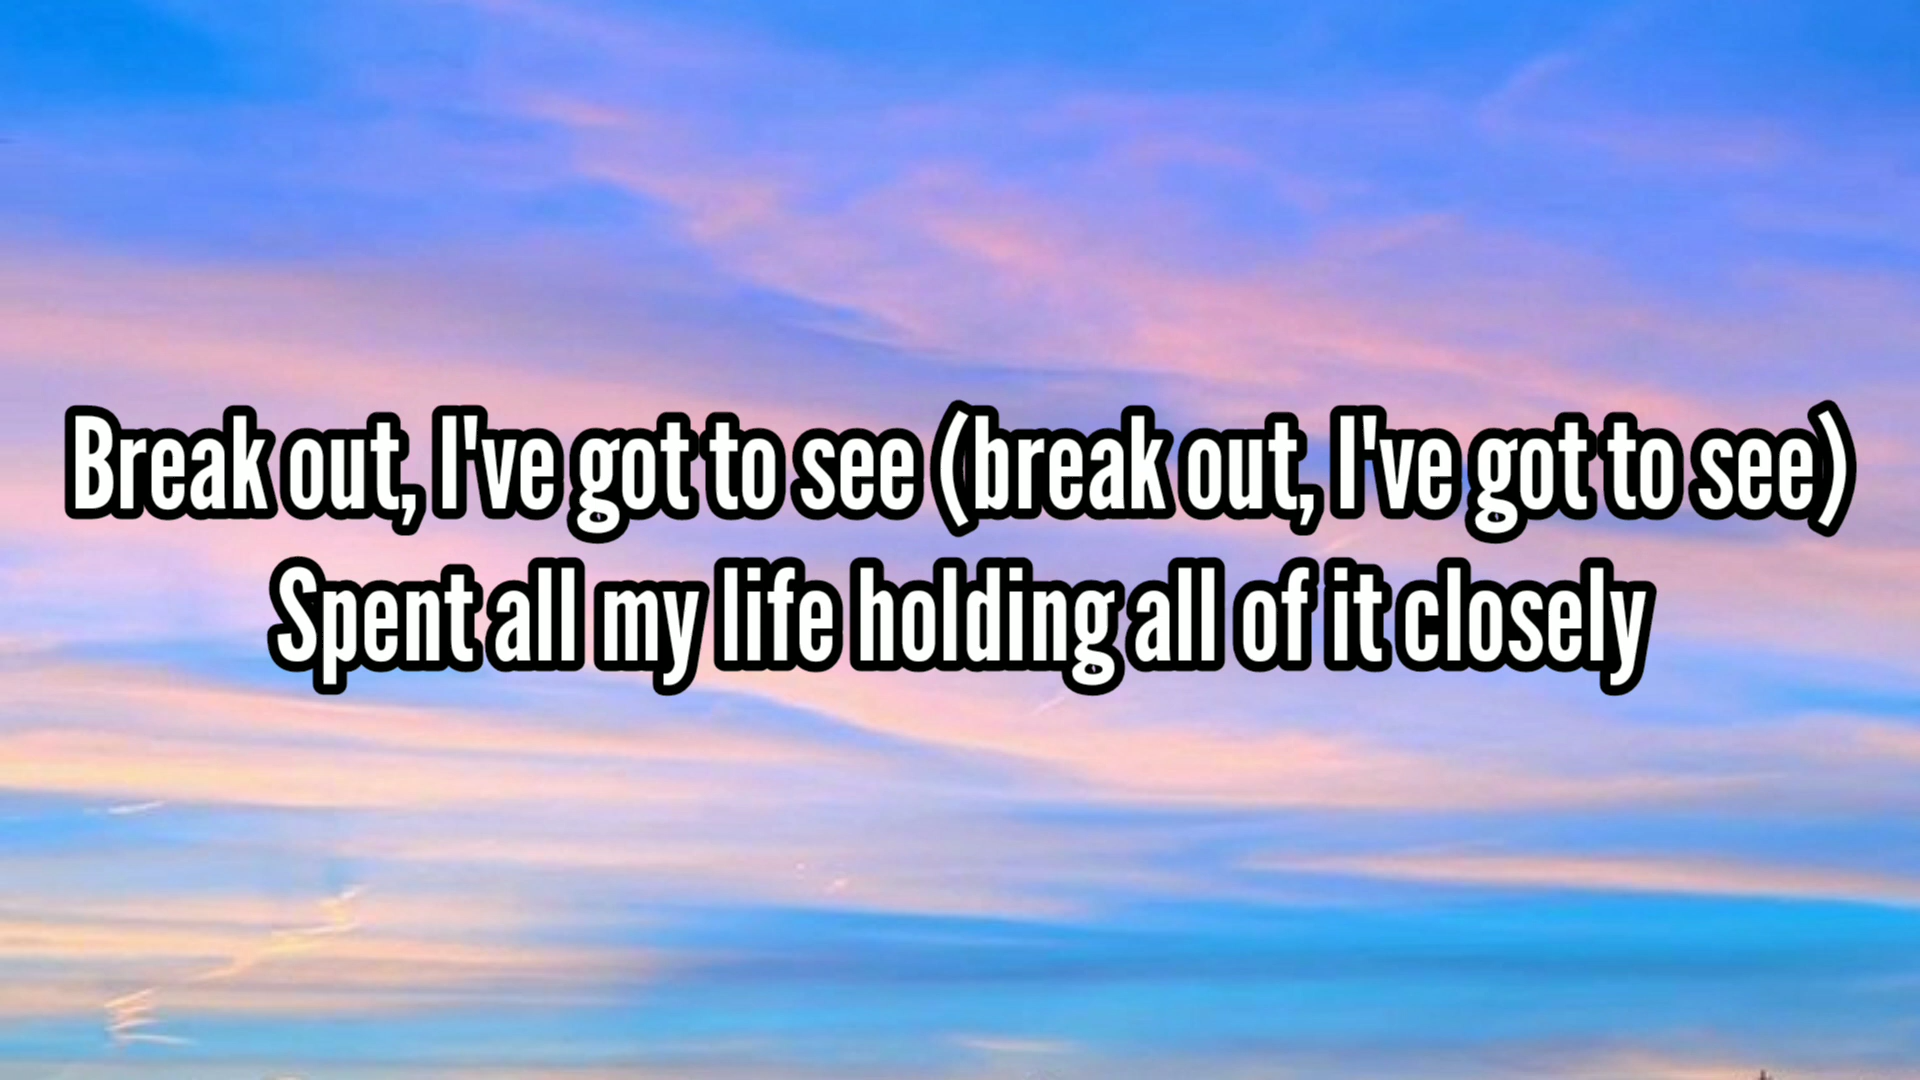 Break out, I've got to see (break out, I've got to see)
Spent all my life holding all of it closely